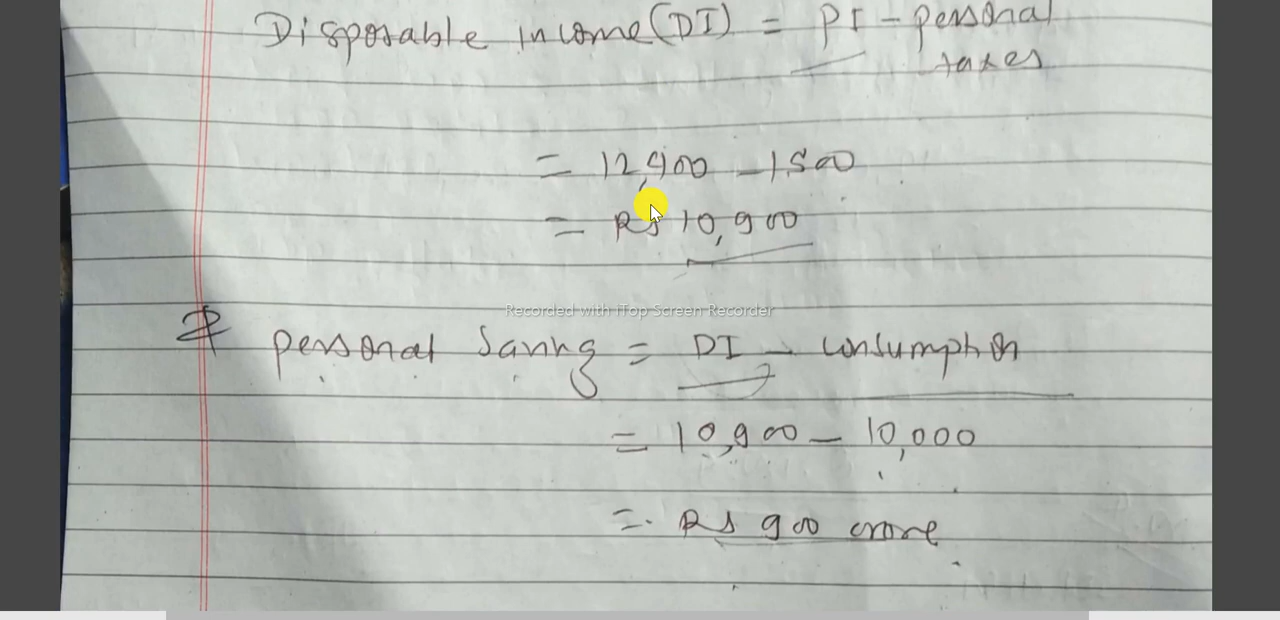 Disposable income (DI) = PI - personal
taxes
= 12,400 - 1500
= Rs 10,900
Recorded with iTop Screen Recorder
# personal saving = DI - consumption
= 10,900 - 10,000
= Rs 900 crore